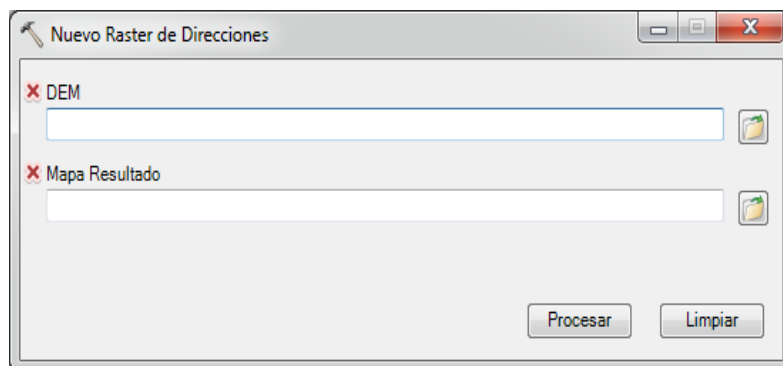 Nuevo Raster de Direcciones
DEM
Mapa Resultado
Procesar
Limpiar